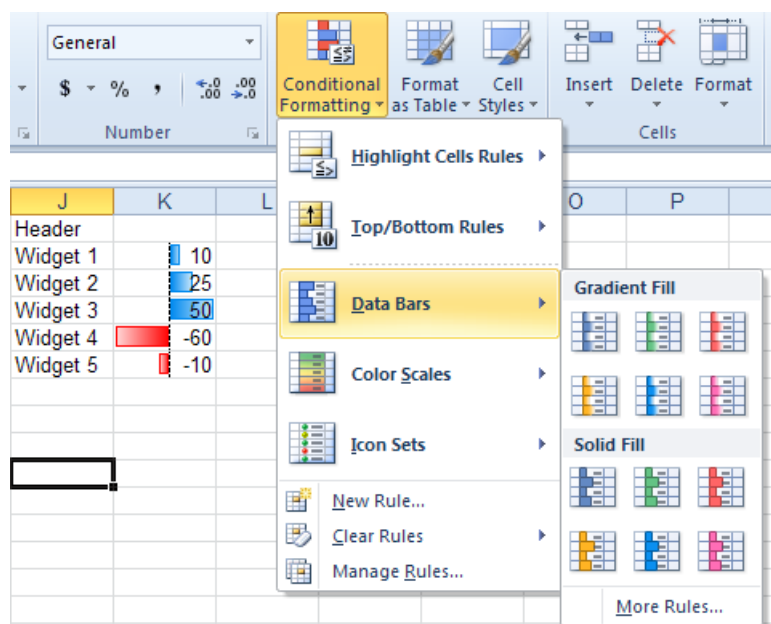 General
$ % , .0 .00 .00 .0
Number
Conditional Formatting
Format as Table
Cell Styles
Insert
Delete
Format
Cells
J K L O P
Header
Widget 1 10
Widget 2 25
Widget 3 50
Widget 4 -60
Widget 5 -10
Highlight Cells Rules
Top/Bottom Rules
10
Data Bars
Color Scales
Icon Sets
New Rule...
Clear Rules
Manage Rules...
Gradient Fill
Solid Fill
More Rules...